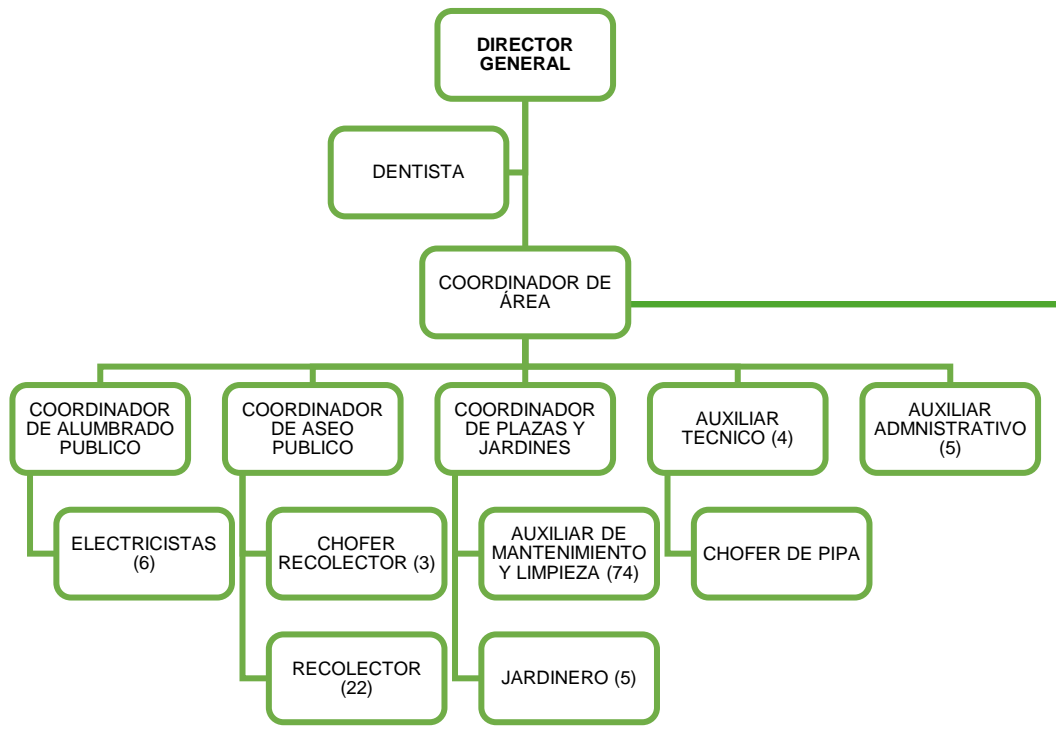 DIRECTOR
GENERAL
DENTISTA
COORDINADOR DE
ÁREA
COORDINADOR
DE ALUMBRADO
PUBLICO
COORDINADOR
DE ASEO
PUBLICO
COORDINADOR
DE PLAZAS Y
JARDINES
AUXILIAR
TECNICO (4)
AUXILIAR
ADMNISTRATIVO
(5)
ELECTRICISTAS
(6)
CHOFER
RECOLECTOR (3)
AUXILIAR DE
MANTENIMIENTO
Y LIMPIEZA (74)
CHOFER DE PIPA
RECOLECTOR
(22)
JARDINERO (5)